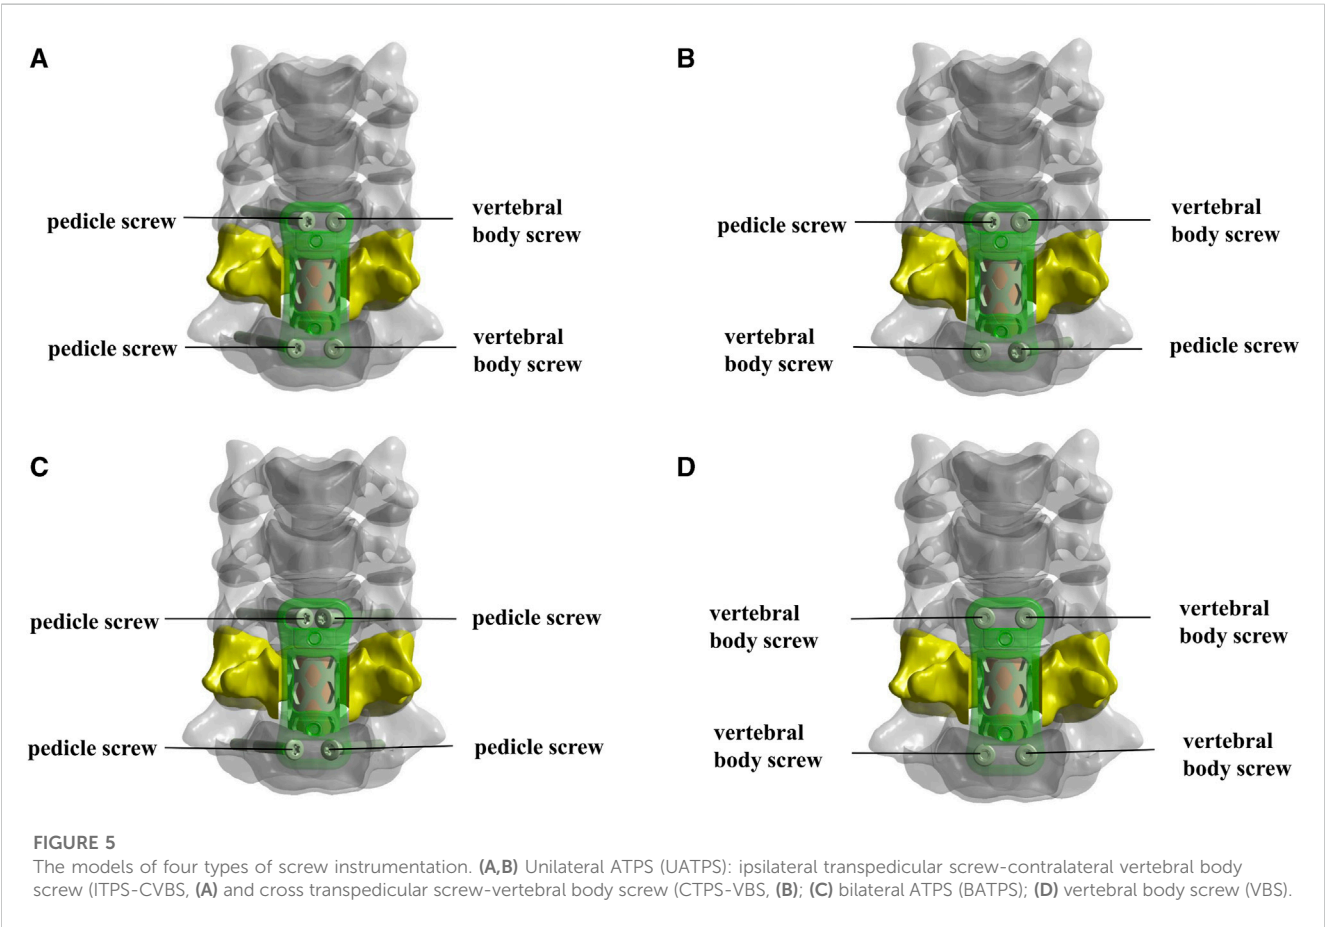 A
B
pedicle screw
vertebral
body screw
pedicle screw
vertebral
body screw
pedicle screw
vertebral
body screw
vertebral
body screw
pedicle screw
C
D
pedicle screw
pedicle screw
vertebral
body screw
vertebral
body screw
pedicle screw
pedicle screw
vertebral
body screw
vertebral
body screw
FIGURE 5
The models of four types of screw instrumentation. (A,B) Unilateral ATPS (UATPS): ipsilateral transpedicular screw-contralateral vertebral body
screw (ITPS-CVBS, (A) and cross transpedicular screw-vertebral body screw (CTPS-VBS, (B); (C) bilateral ATPS (BATPS); (D) vertebral body screw (VBS).